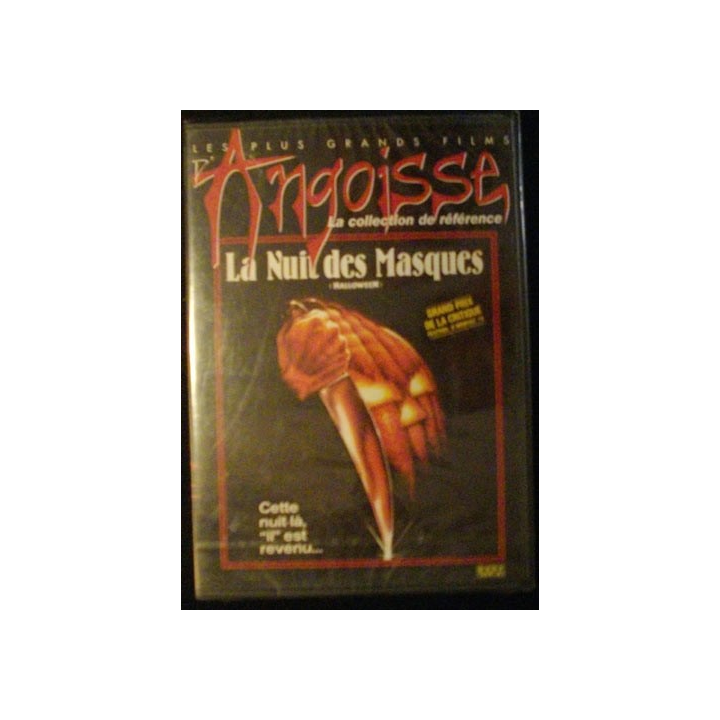 LES PLUS GRANDS FILMS
D'Angoisse
La collection de référence
La Nuit des Masques
(HALLOWEEN)
GRAND PRIX
DE LA CRITIQUE
Cette
nuit-là,
"il" est
revenu...